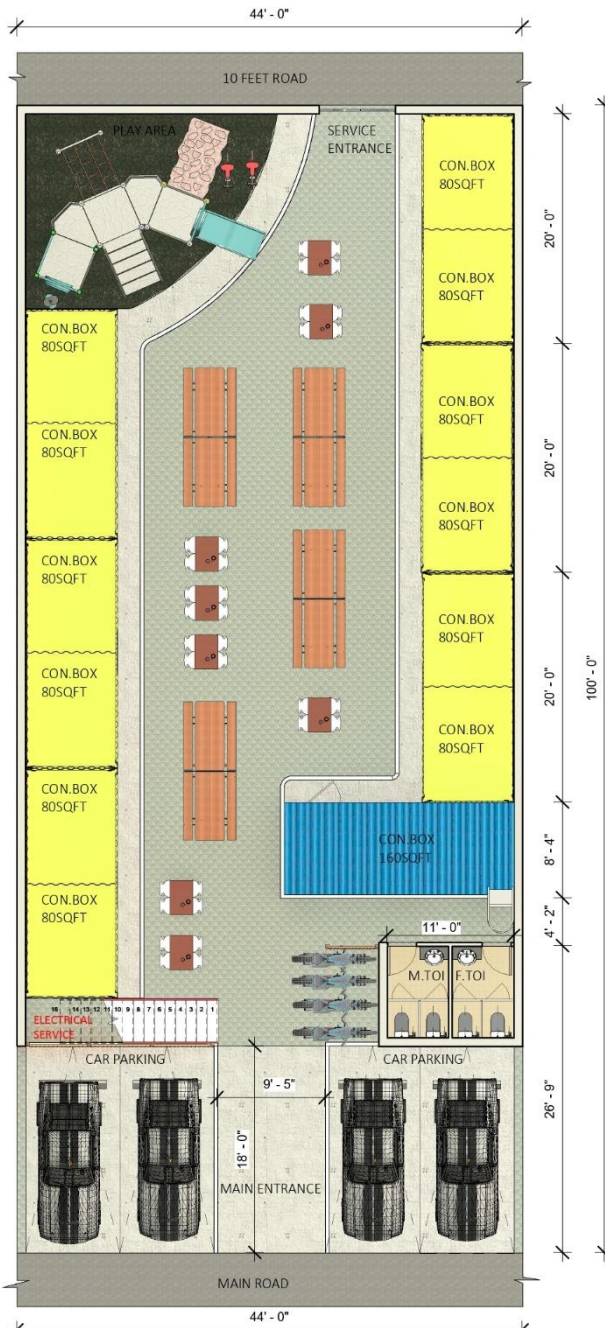 44' - 0"
10 FEET ROAD
PLAY AREA
SERVICE
ENTRANCE
CON.BOX
80SQFT
CON.BOX
80SQFT
20' - 0"
CON.BOX
80SQFT
CON.BOX
80SQFT
CON.BOX
80SQFT
CON.BOX
80SQFT
20' - 0"
CON.BOX
80SQFT
CON.BOX
80SQFT
CON.BOX
80SQFT
CON.BOX
80SQFT
20' - 0"
100' - 0"
CON.BOX
80SQFT
CON.BOX
80SQFT
CON.BOX
160SQFT
8' - 4"
4' - 2"
11' - 0"
M.TOI
F.TOI
16 14 13 12 11 10 9 8 7 6 5 4 3 2 1
ELECTRICAL
SERVICE
CAR PARKING
CAR PARKING
9' - 5"
18' - 0"
26' - 9"
MAIN ENTRANCE
MAIN ROAD
44' - 0"